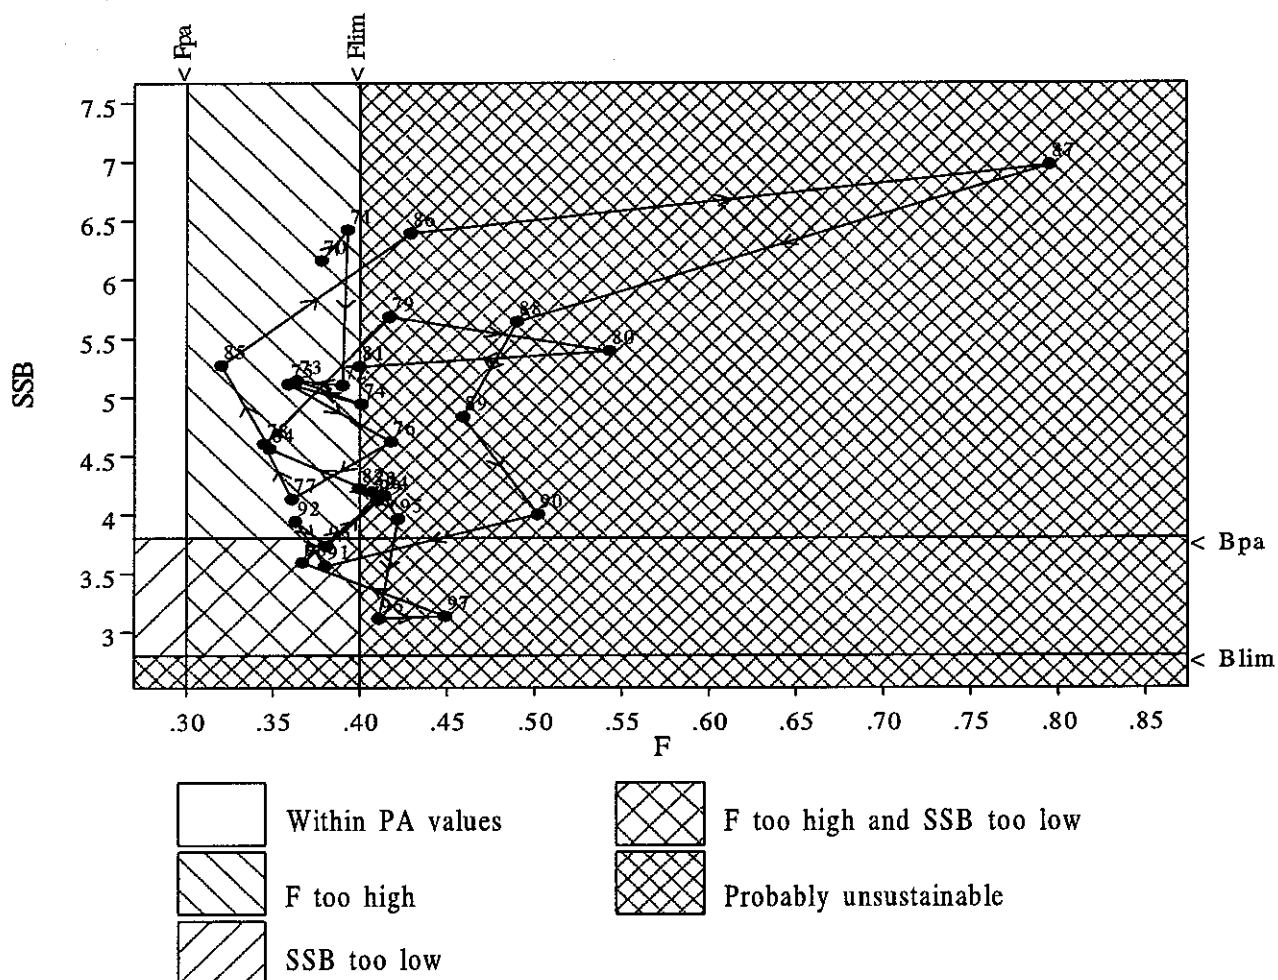 < Fpa
< Flim
7.5
7
6.5
6
5.5
5
4.5
4
3.5
3
SSB
87
86
71
70
79
88
80
85
81
73
74
89
76
84
77
95
90
92
91
97
< Bpa
< Blim
.30 .35 .40 .45 .50 .55 .60 .65 .70 .75 .80 .85
F
Within PA values
F too high
SSB too low
F too high and SSB too low
Probably unsustainable